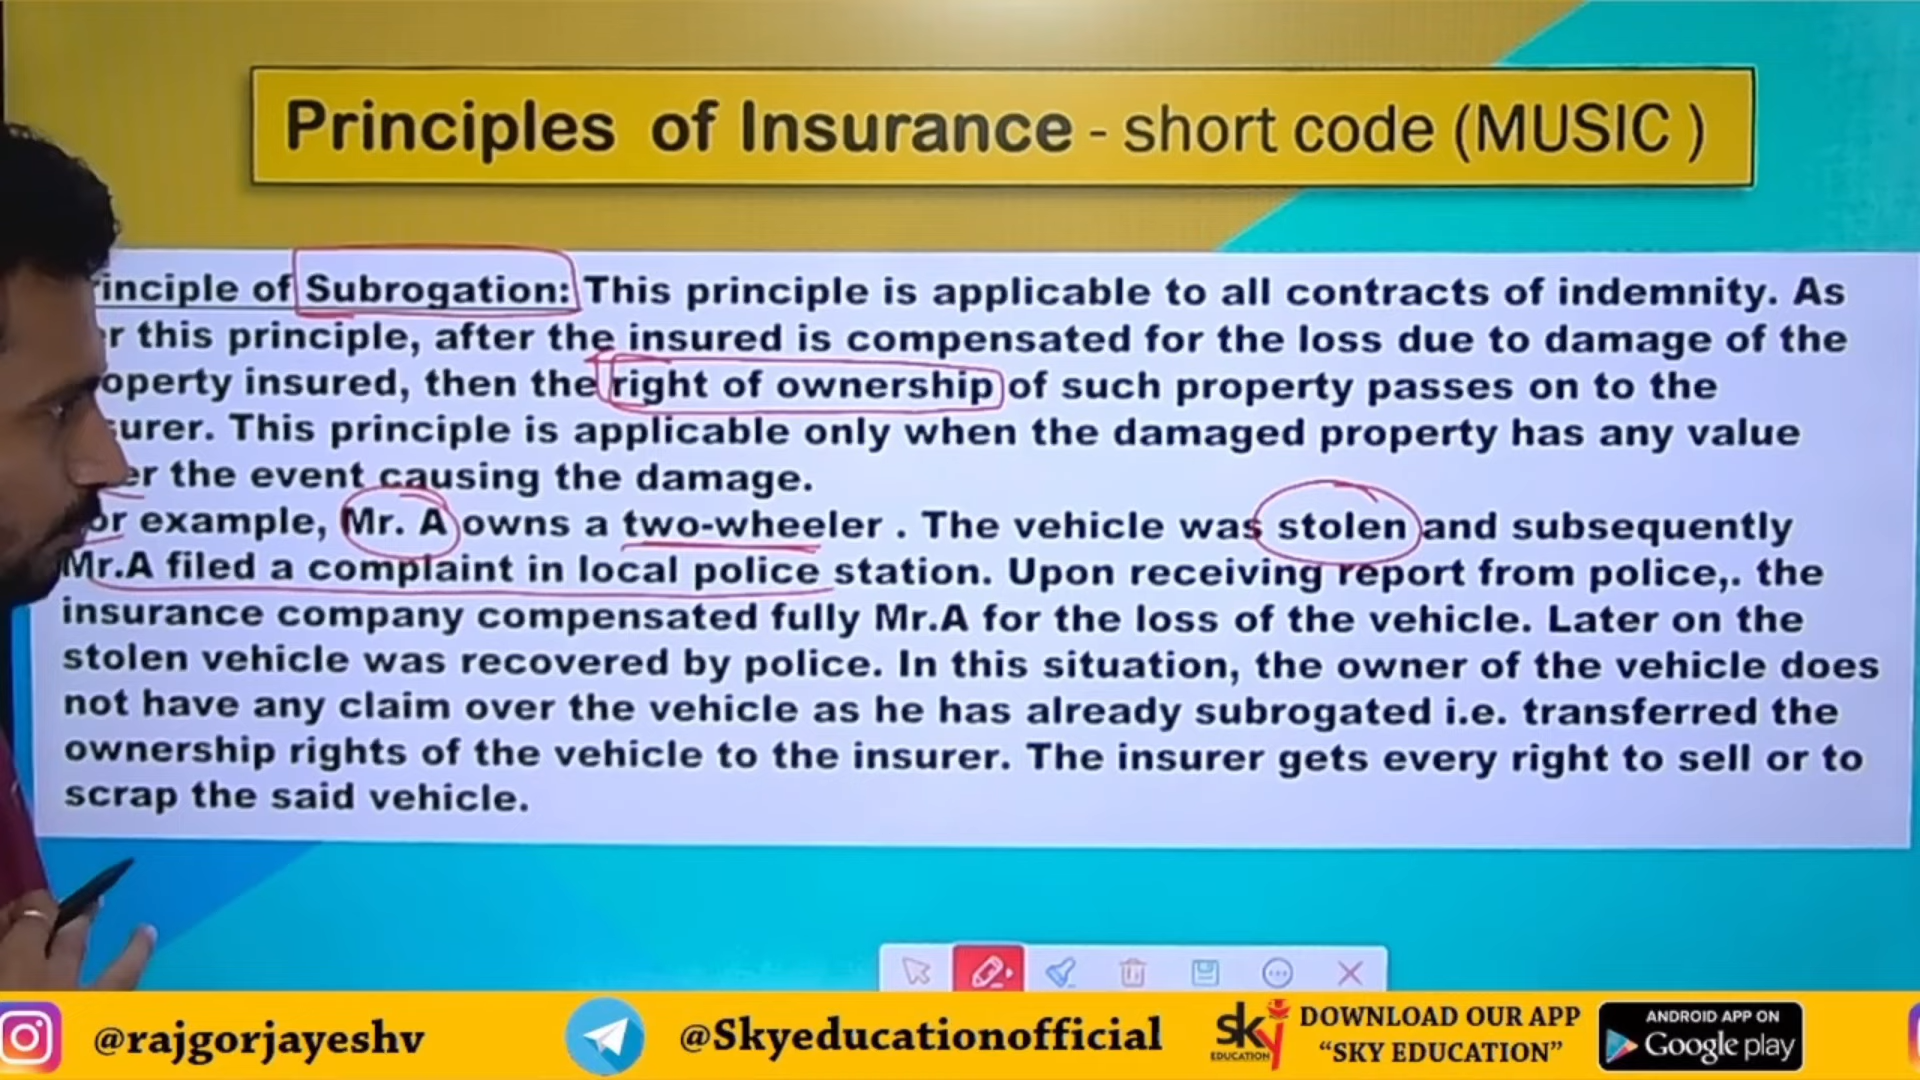 Principles of Insurance - short code (MUSIC )
inciple of Subrogation: This principle is applicable to all contracts of indemnity. As
r this principle, after the insured is compensated for the loss due to damage of the
operty insured, then the right of ownership of such property passes on to the
surer. This principle is applicable only when the damaged property has any value
er the event causing the damage.
or example, Mr. A owns a two-wheeler . The vehicle was stolen and subsequently
Mr.A filed a complaint in local police station. Upon receiving report from police,. the
insurance company compensated fully Mr.A for the loss of the vehicle. Later on the
stolen vehicle was recovered by police. In this situation, the owner of the vehicle does
not have any claim over the vehicle as he has already subrogated i.e. transferred the
ownership rights of the vehicle to the insurer. The insurer gets every right to sell or to
scrap the said vehicle.
@rajgorjayeshv
@Skyeducationofficial
sky
EDUCATION
DOWNLOAD OUR APP
“SKY EDUCATION”
ANDROID APP ON
Google play